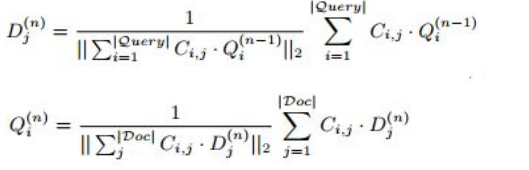 D_j^{(n)} = \frac{1}{||\sum_{i=1}^{|Query|} C_{i,j} \cdot Q_i^{(n-1)}||_2} \sum_{i=1}^{|Query|} C_{i,j} \cdot Q_i^{(n-1)}
Q_i^{(n)} = \frac{1}{||\sum_{j}^{|Doc|} C_{i,j} \cdot D_j^{(n)}||_2} \sum_{j=1}^{|Doc|} C_{i,j} \cdot D_j^{(n)}